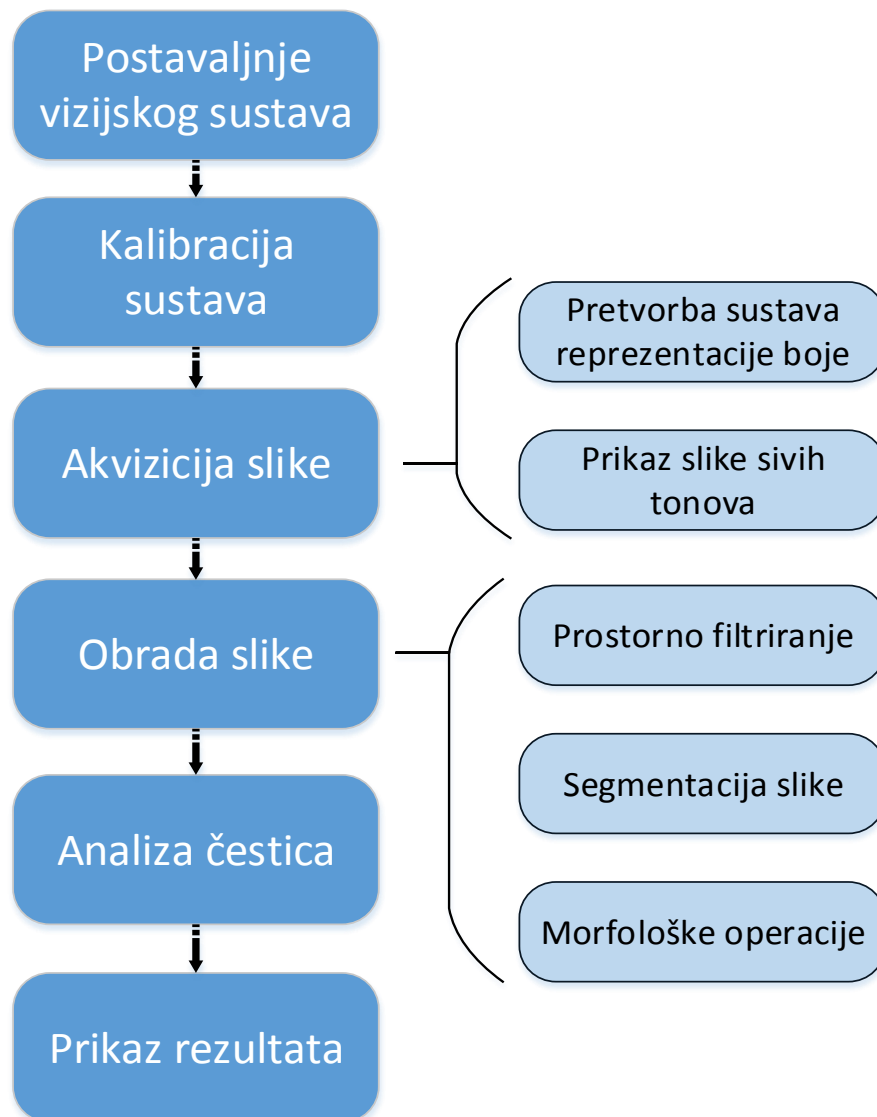 Postavaljnje
vizijskog sustava
Kalibracija
sustava
Akvizicija slike
Pretvorba sustava
reprezentacije boje
Prikaz slike sivih
tonova
Obrada slike
Prostorno filtriranje
Segmentacija slike
Morfološke operacije
Analiza čestica
Prikaz rezultata